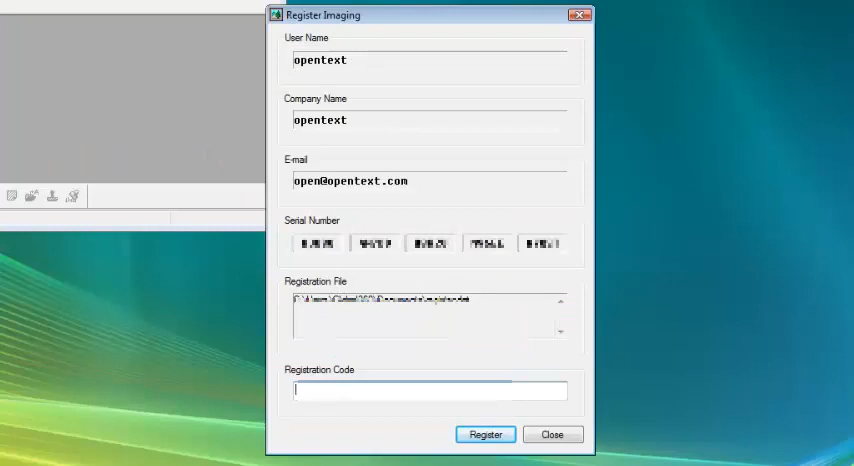 Register Imaging
User Name
opentext
Company Name
opentext
E-mail
open@opentext.com
Serial Number
Registration File
Registration Code
Register Close